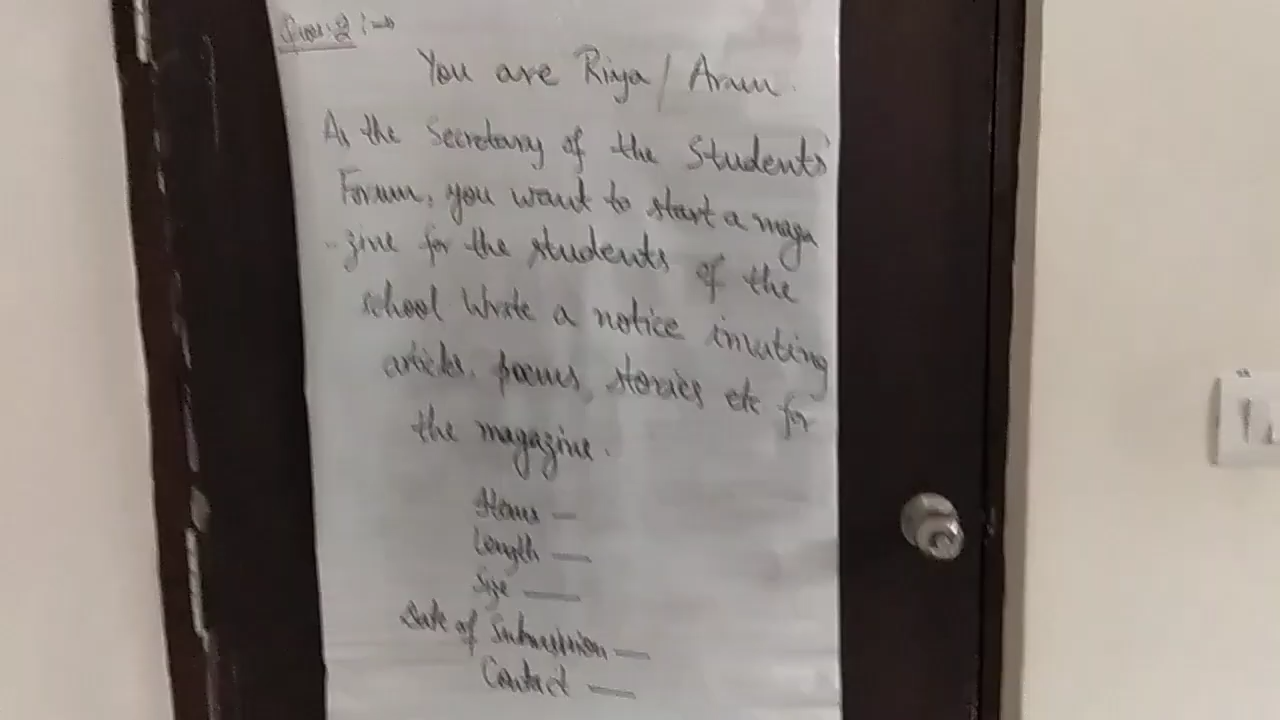 Ques:2 :→
You are Riya / Arun.
As the Secretary of the Students'
Forum, you want to start a maga
-zine for the students of the
school Write a notice inviting
articles, poems, stories etc for
the magazine.
Items —
Length —
Size —
Date of Submission —
Contact —